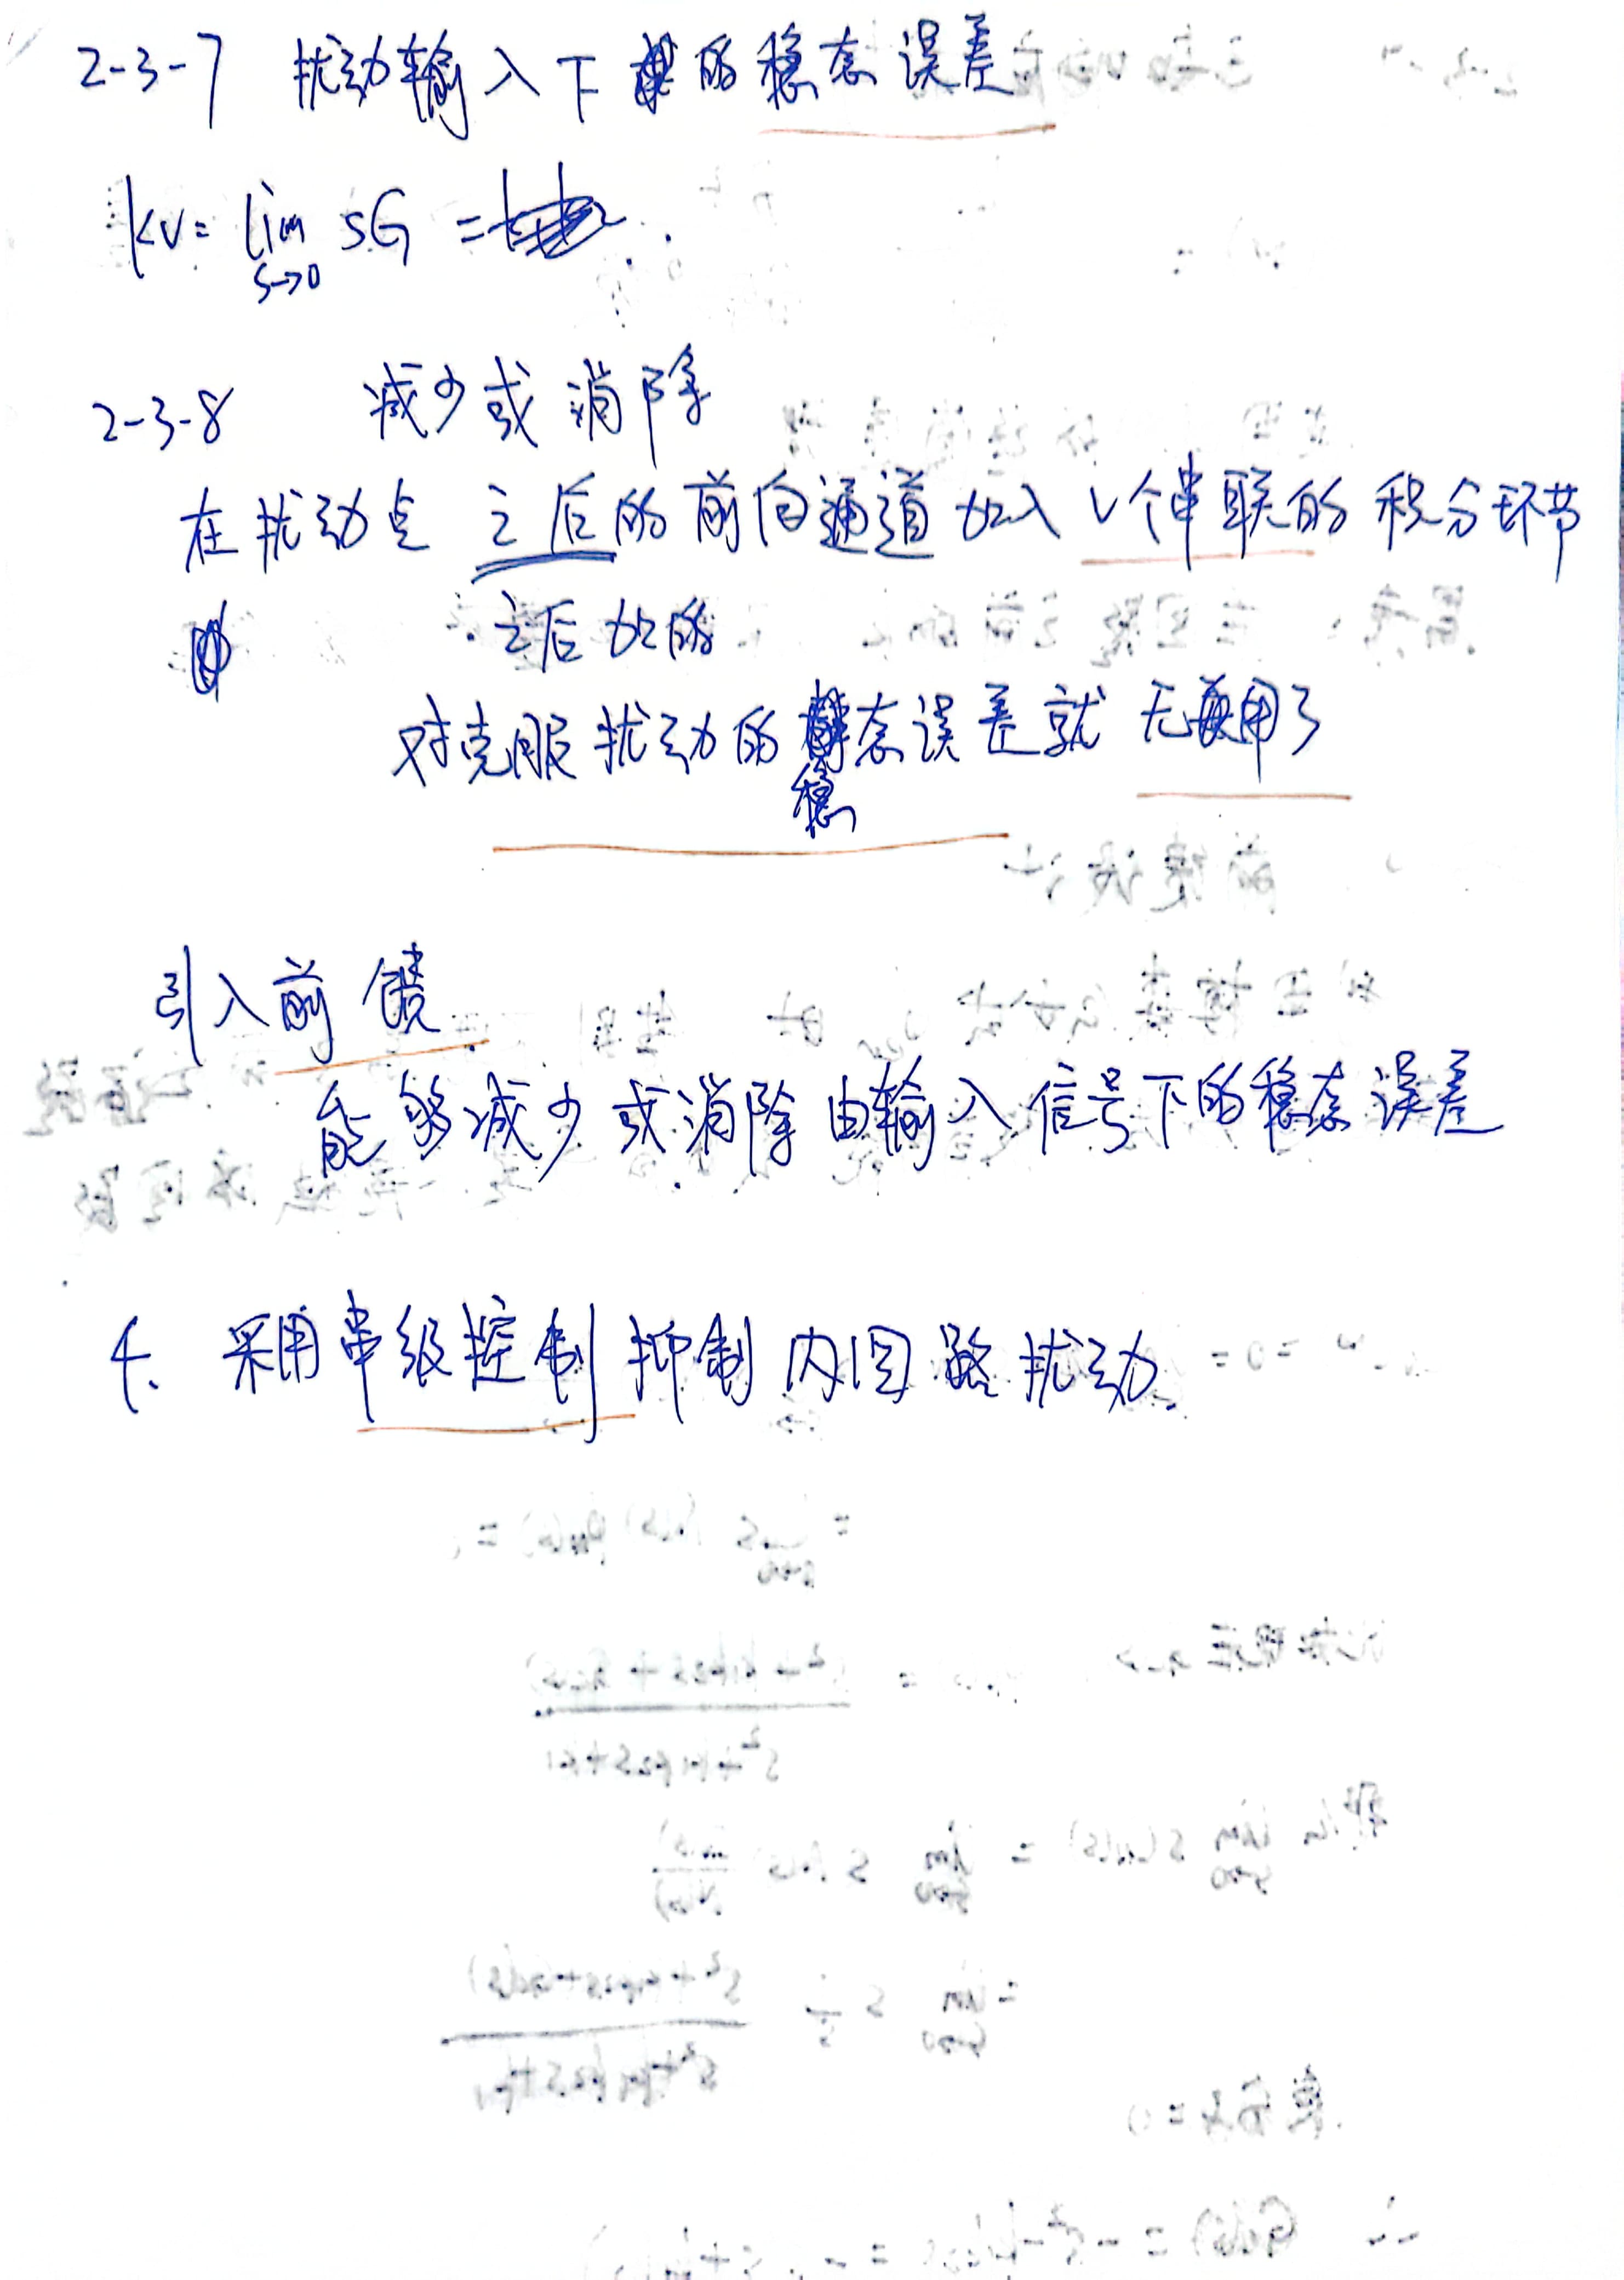 2-3-7 扰动输入下的稳态误差
Kv = lim sG =
s→0
2-3-8 减少或消除
在扰动点之后的前向通道加入ν个串联的积分环节
之后加的
对克服扰动的稳态误差就无用了
引入前馈
能够减少或消除由输入信号下的稳态误差
4. 采用串级控制抑制内回路扰动.